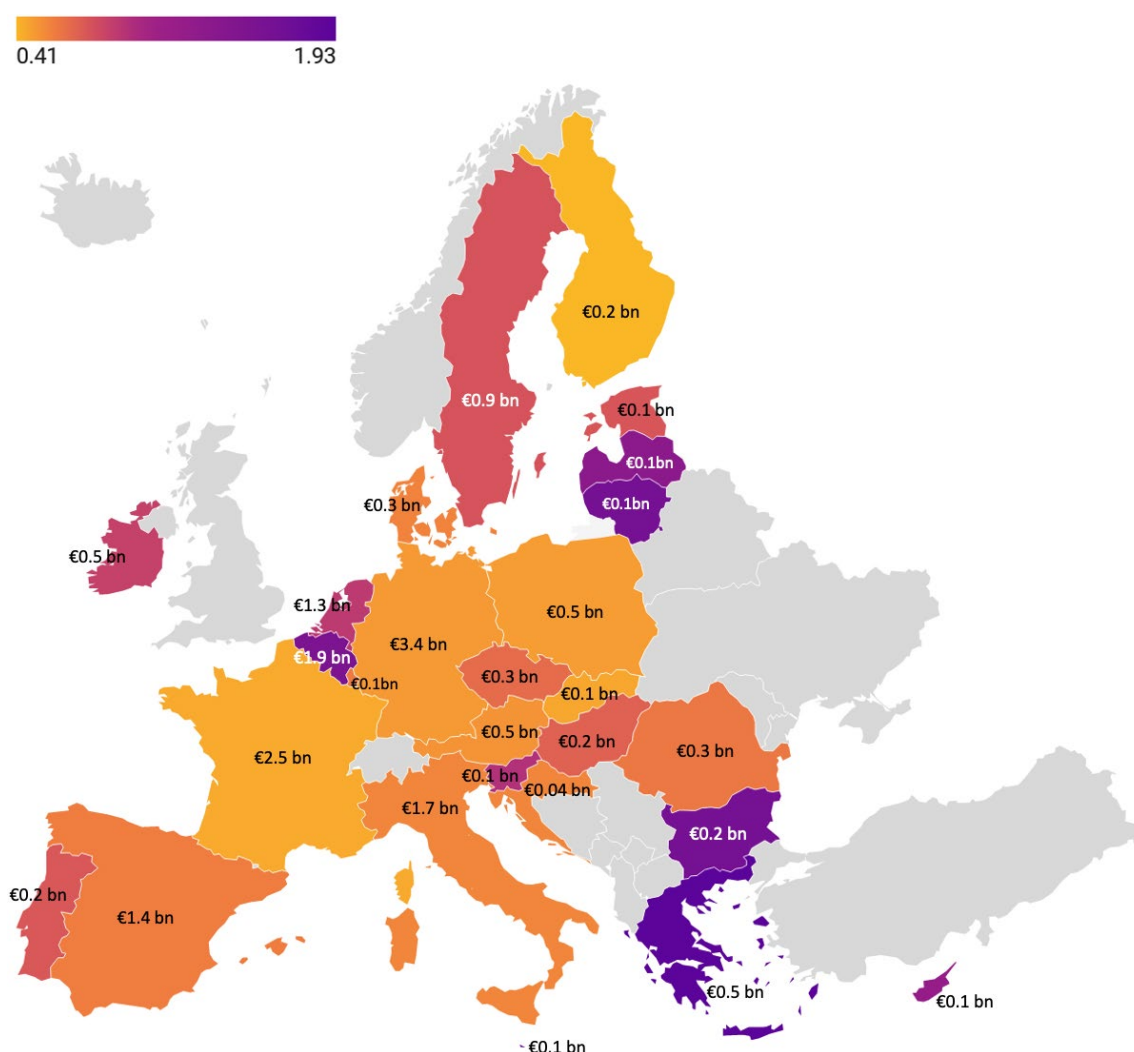 0.41 1.93
€0.2 bn
€0.9 bn
€0.1 bn
€0.1bn
€0.3 bn
€0.1bn
€0.5 bn
€1.3 bn
€0.5 bn
€3.4 bn
€1.9 bn
€0.3 bn
€0.1bn
€0.1 bn
€0.5 bn
€0.2 bn
€0.3 bn
€2.5 bn
€0.1 bn
€0.04 bn
€1.7 bn
€0.2 bn
€0.2 bn
€1.4 bn
€0.5 bn
€0.1 bn
€0.1 bn